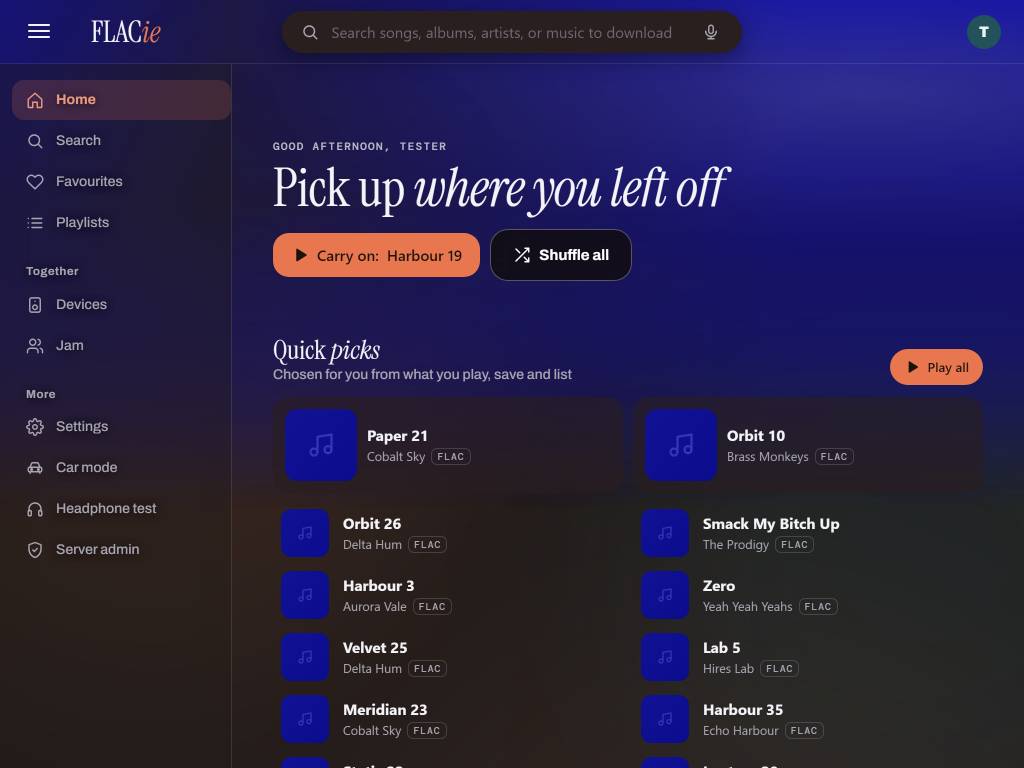 FLACie
Search songs, albums, artists, or music to download
T
Home
Search
Favourites
Playlists
Together
Devices
Jam
More
Settings
Car mode
Headphone test
Server admin
GOOD AFTERNOON, TESTER
Pick up where you left off
Carry on: Harbour 19
Shuffle all
Quick picks
Chosen for you from what you play, save and list
Play all
Paper 21
Cobalt Sky FLAC
Orbit 10
Brass Monkeys FLAC
Orbit 26
Delta Hum FLAC
Smack My Bitch Up
The Prodigy FLAC
Harbour 3
Aurora Vale FLAC
Zero
Yeah Yeah Yeahs FLAC
Velvet 25
Delta Hum FLAC
Lab 5
Hires Lab FLAC
Meridian 23
Cobalt Sky FLAC
Harbour 35
Echo Harbour FLAC